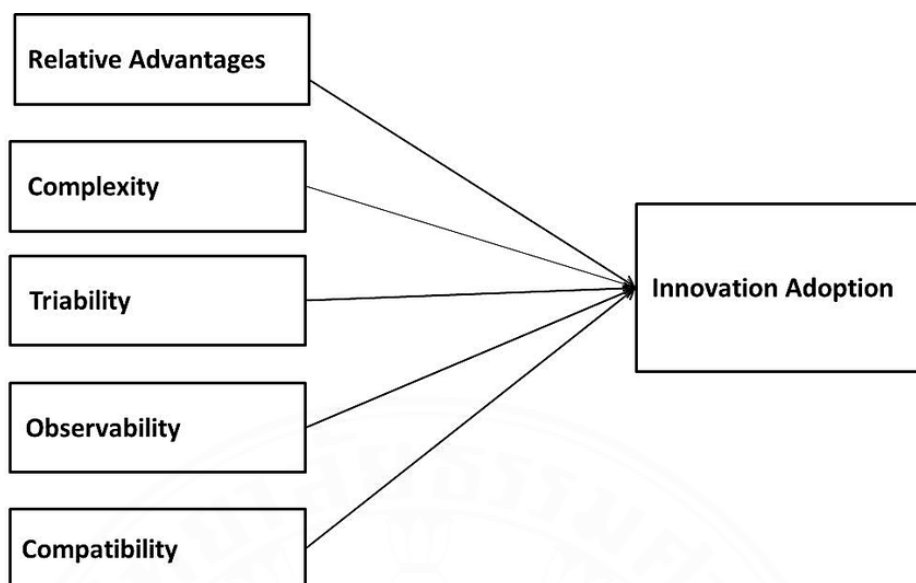 Relative Advantages
Complexity
Triability
Innovation Adoption
Observability
Compatibility